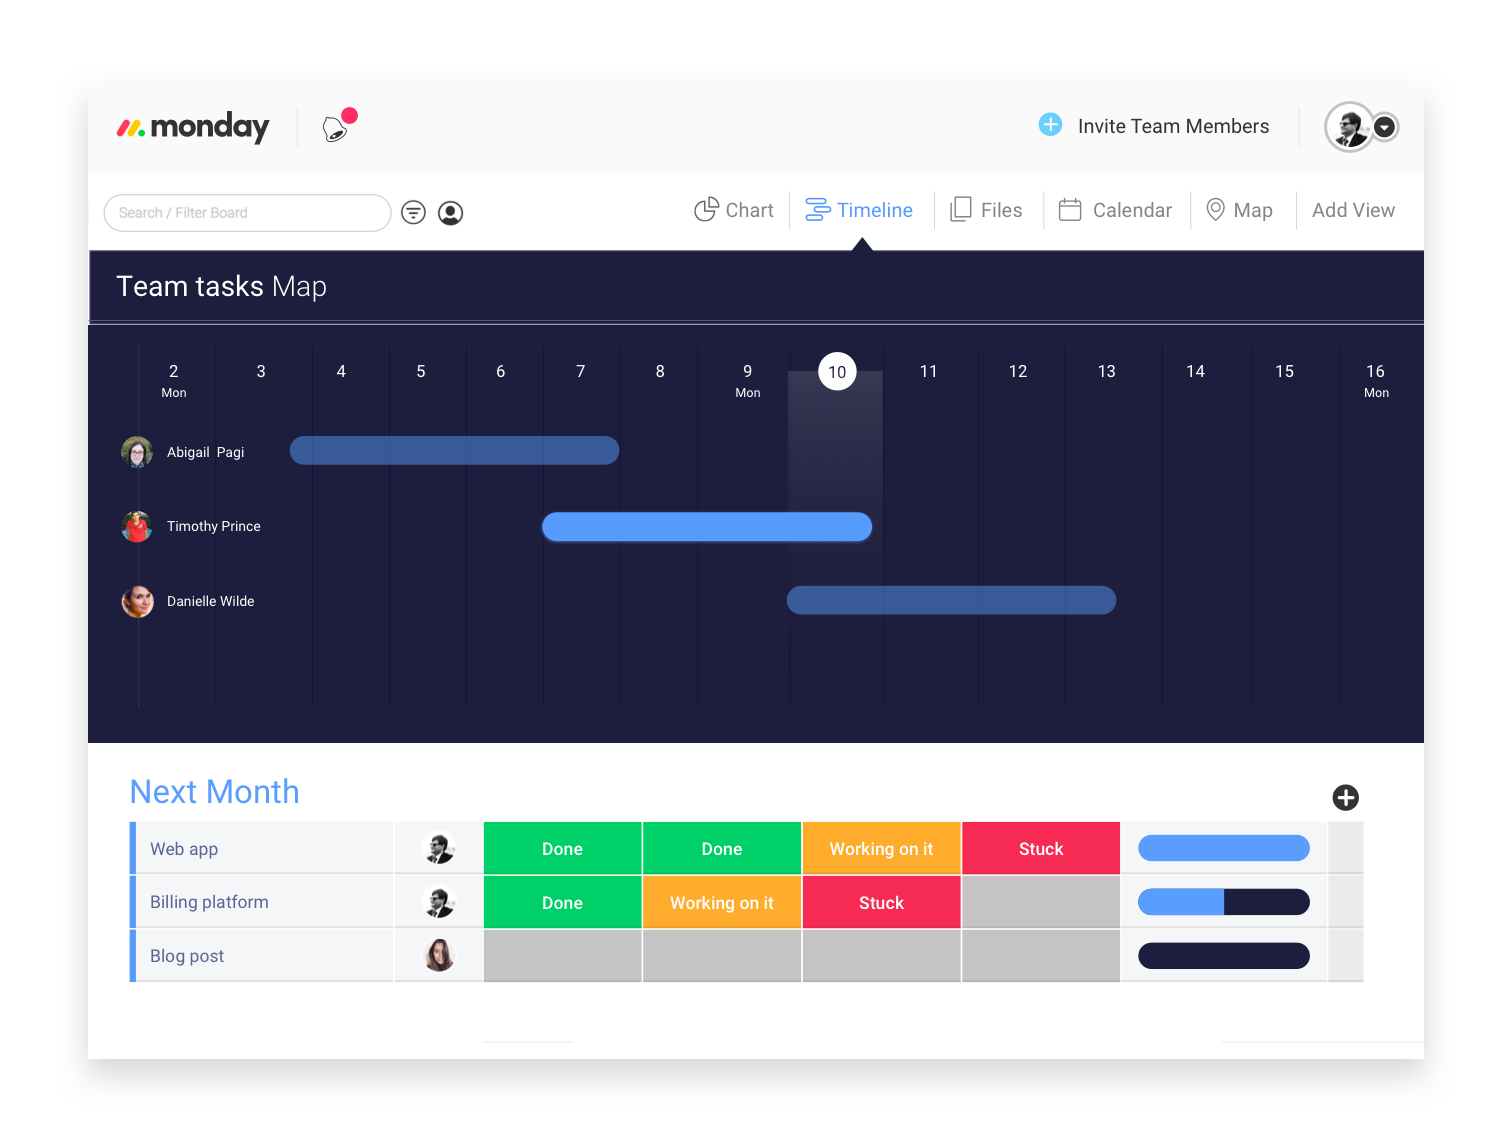 monday
Invite Team Members
Search / Filter Board
Chart
Timeline
Files
Calendar
Map
Add View
Team tasks Map
2 3 4 5 6 7 8 9 10 11 12 13 14 15 16
Mon Mon Mon
Abigail Pagi
Timothy Prince
Danielle Wilde
Next Month
Web app Done Done Working on it Stuck
Billing platform Done Working on it Stuck
Blog post